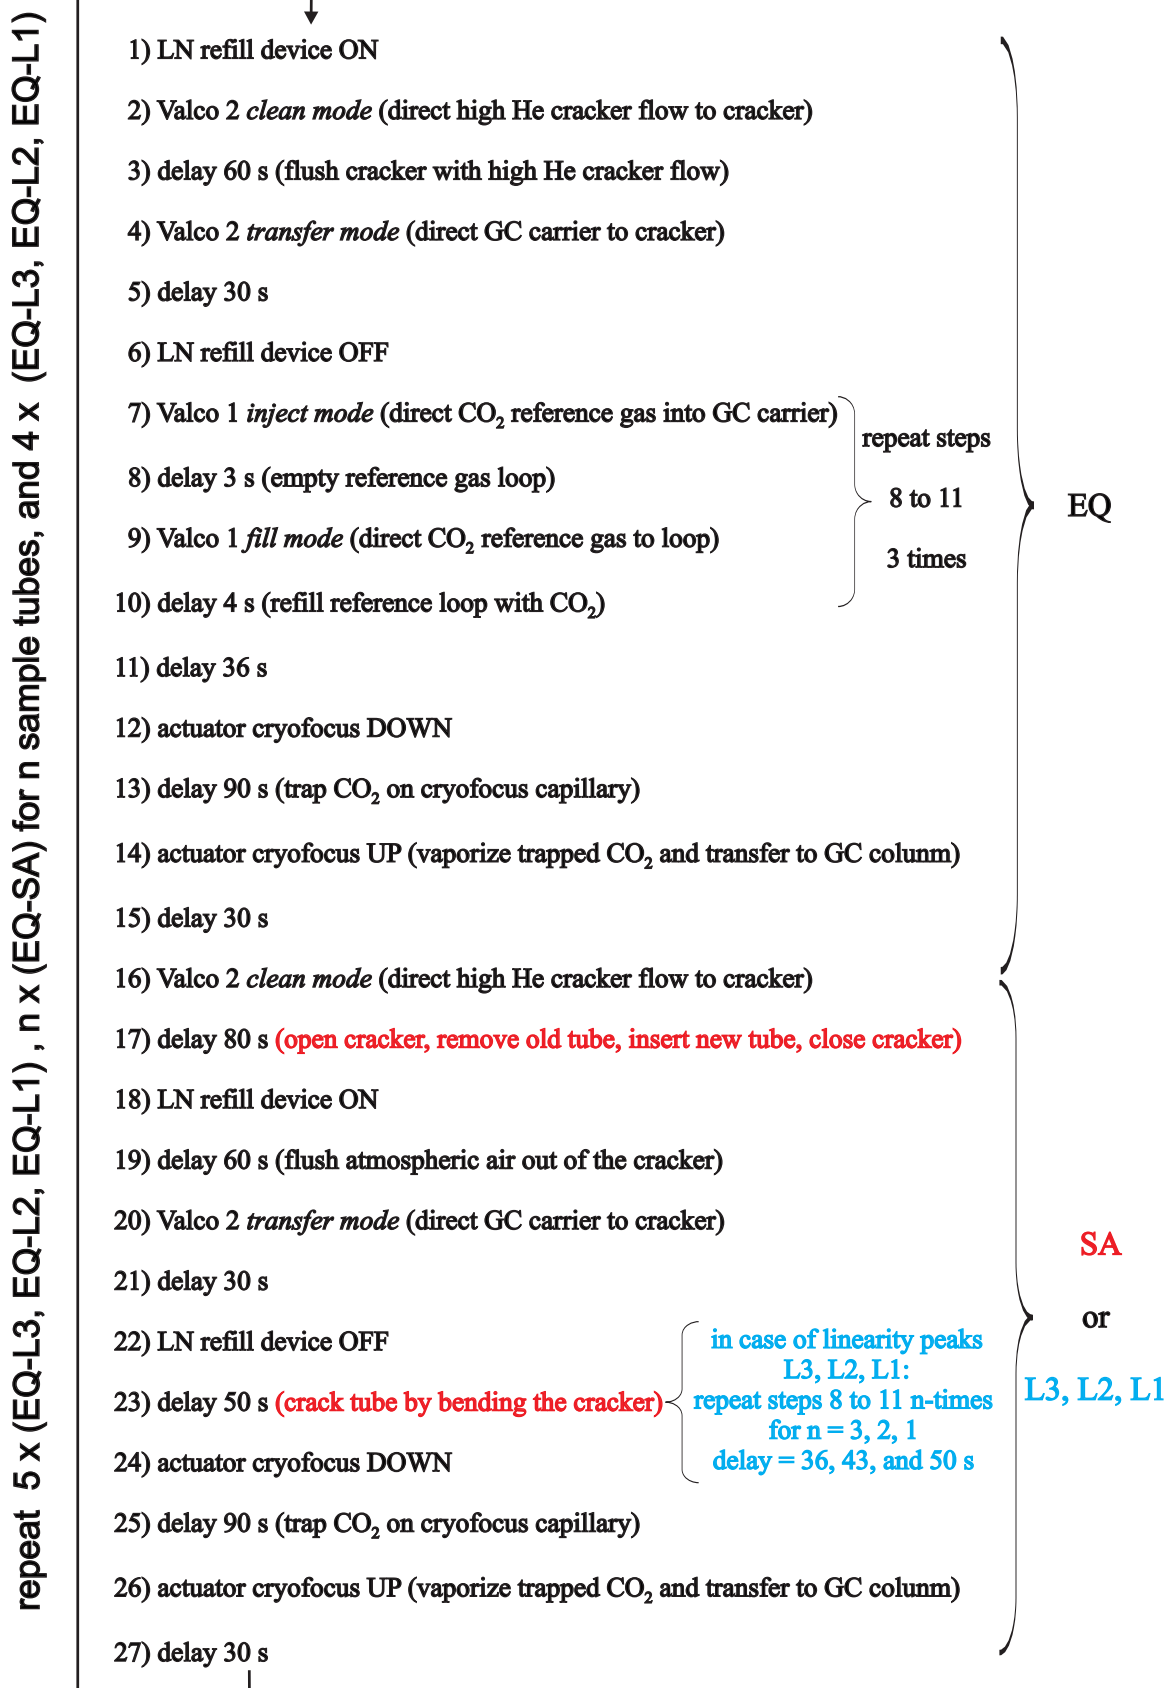 repeat 5 x (EQ-L3, EQ-L2, EQ-L1) , n x (EQ-SA) for n sample tubes, and 4 x (EQ-L3, EQ-L2, EQ-L1)
1) LN refill device ON
2) Valco 2 clean mode (direct high He cracker flow to cracker)
3) delay 60 s (flush cracker with high He cracker flow)
4) Valco 2 transfer mode (direct GC carrier to cracker)
5) delay 30 s
6) LN refill device OFF
7) Valco 1 inject mode (direct CO₂ reference gas into GC carrier)
8) delay 3 s (empty reference gas loop)
9) Valco 1 fill mode (direct CO₂ reference gas to loop)
10) delay 4 s (refill reference loop with CO₂)
repeat steps
8 to 11
3 times
11) delay 36 s
12) actuator cryofocus DOWN
13) delay 90 s (trap CO₂ on cryofocus capillary)
14) actuator cryofocus UP (vaporize trapped CO₂ and transfer to GC colunm)
15) delay 30 s
EQ
16) Valco 2 clean mode (direct high He cracker flow to cracker)
17) delay 80 s (open cracker, remove old tube, insert new tube, close cracker)
18) LN refill device ON
19) delay 60 s (flush atmospheric air out of the cracker)
20) Valco 2 transfer mode (direct GC carrier to cracker)
21) delay 30 s
22) LN refill device OFF
23) delay 50 s (crack tube by bending the cracker)
in case of linearity peaks
L3, L2, L1:
repeat steps 8 to 11 n-times
for n = 3, 2, 1
delay = 36, 43, and 50 s
24) actuator cryofocus DOWN
25) delay 90 s (trap CO₂ on cryofocus capillary)
26) actuator cryofocus UP (vaporize trapped CO₂ and transfer to GC colunm)
27) delay 30 s
SA
or
L3, L2, L1